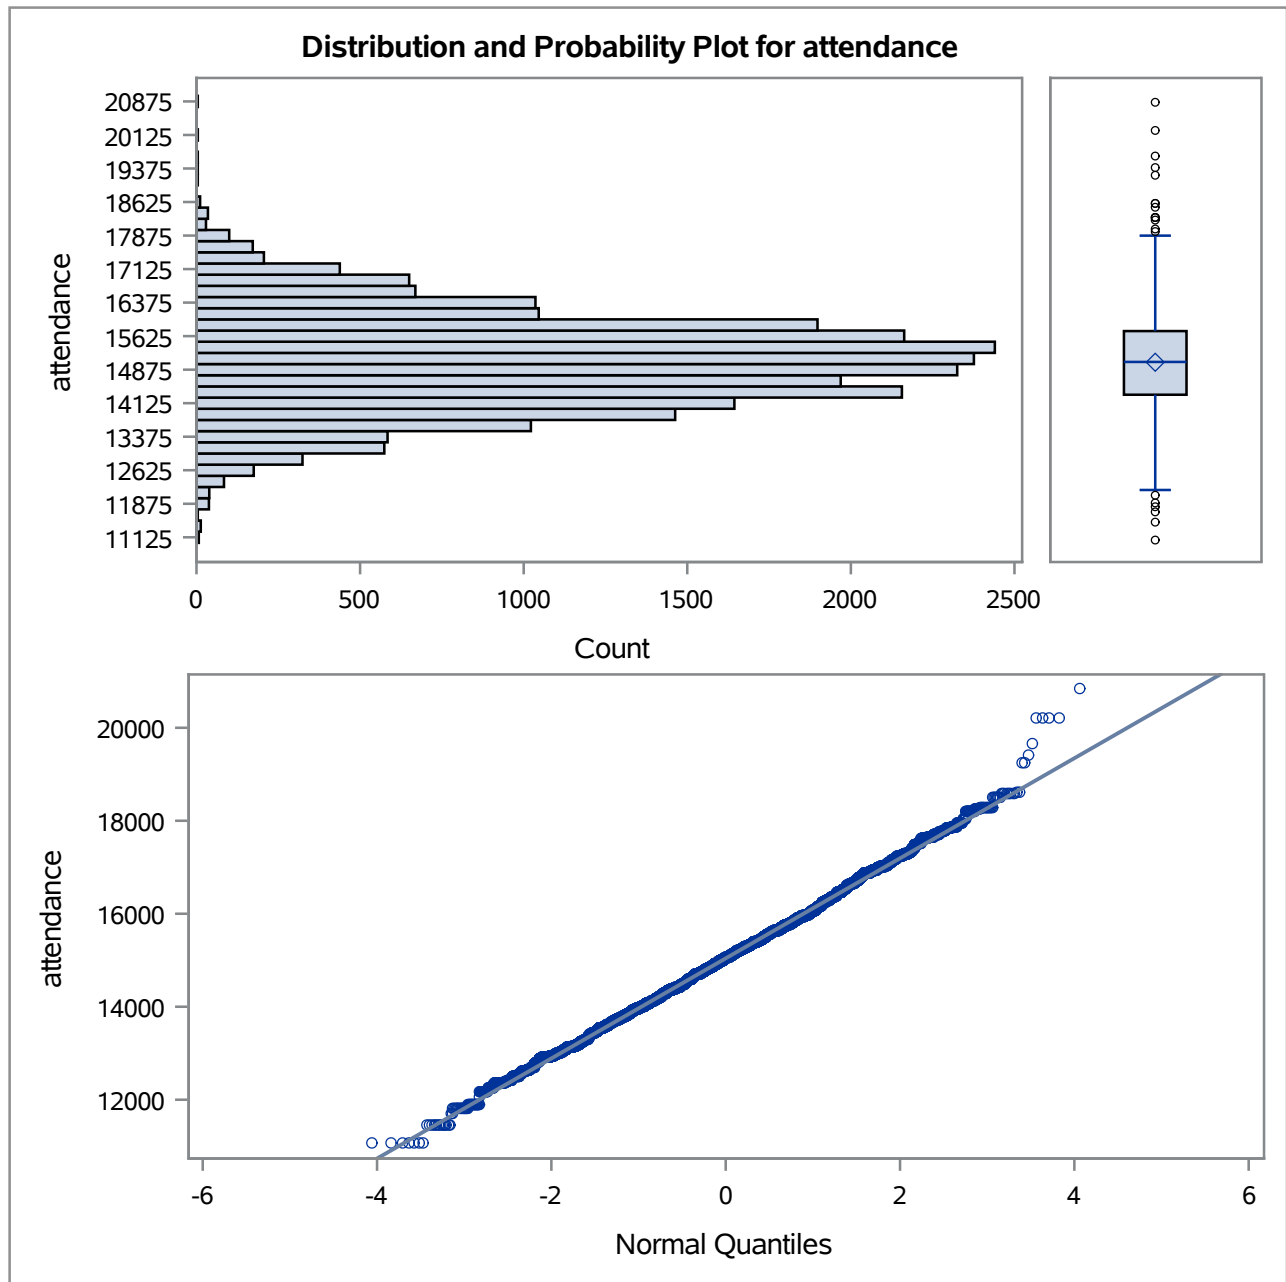 Distribution and Probability Plot for attendance
20875
20125
19375
18625
17875
17125
16375
15625
14875
14125
13375
12625
11875
11125
attendance
0 500 1000 1500 2000 2500
Count
20000
18000
16000
14000
12000
attendance
-6 -4 -2 0 2 4 6
Normal Quantiles